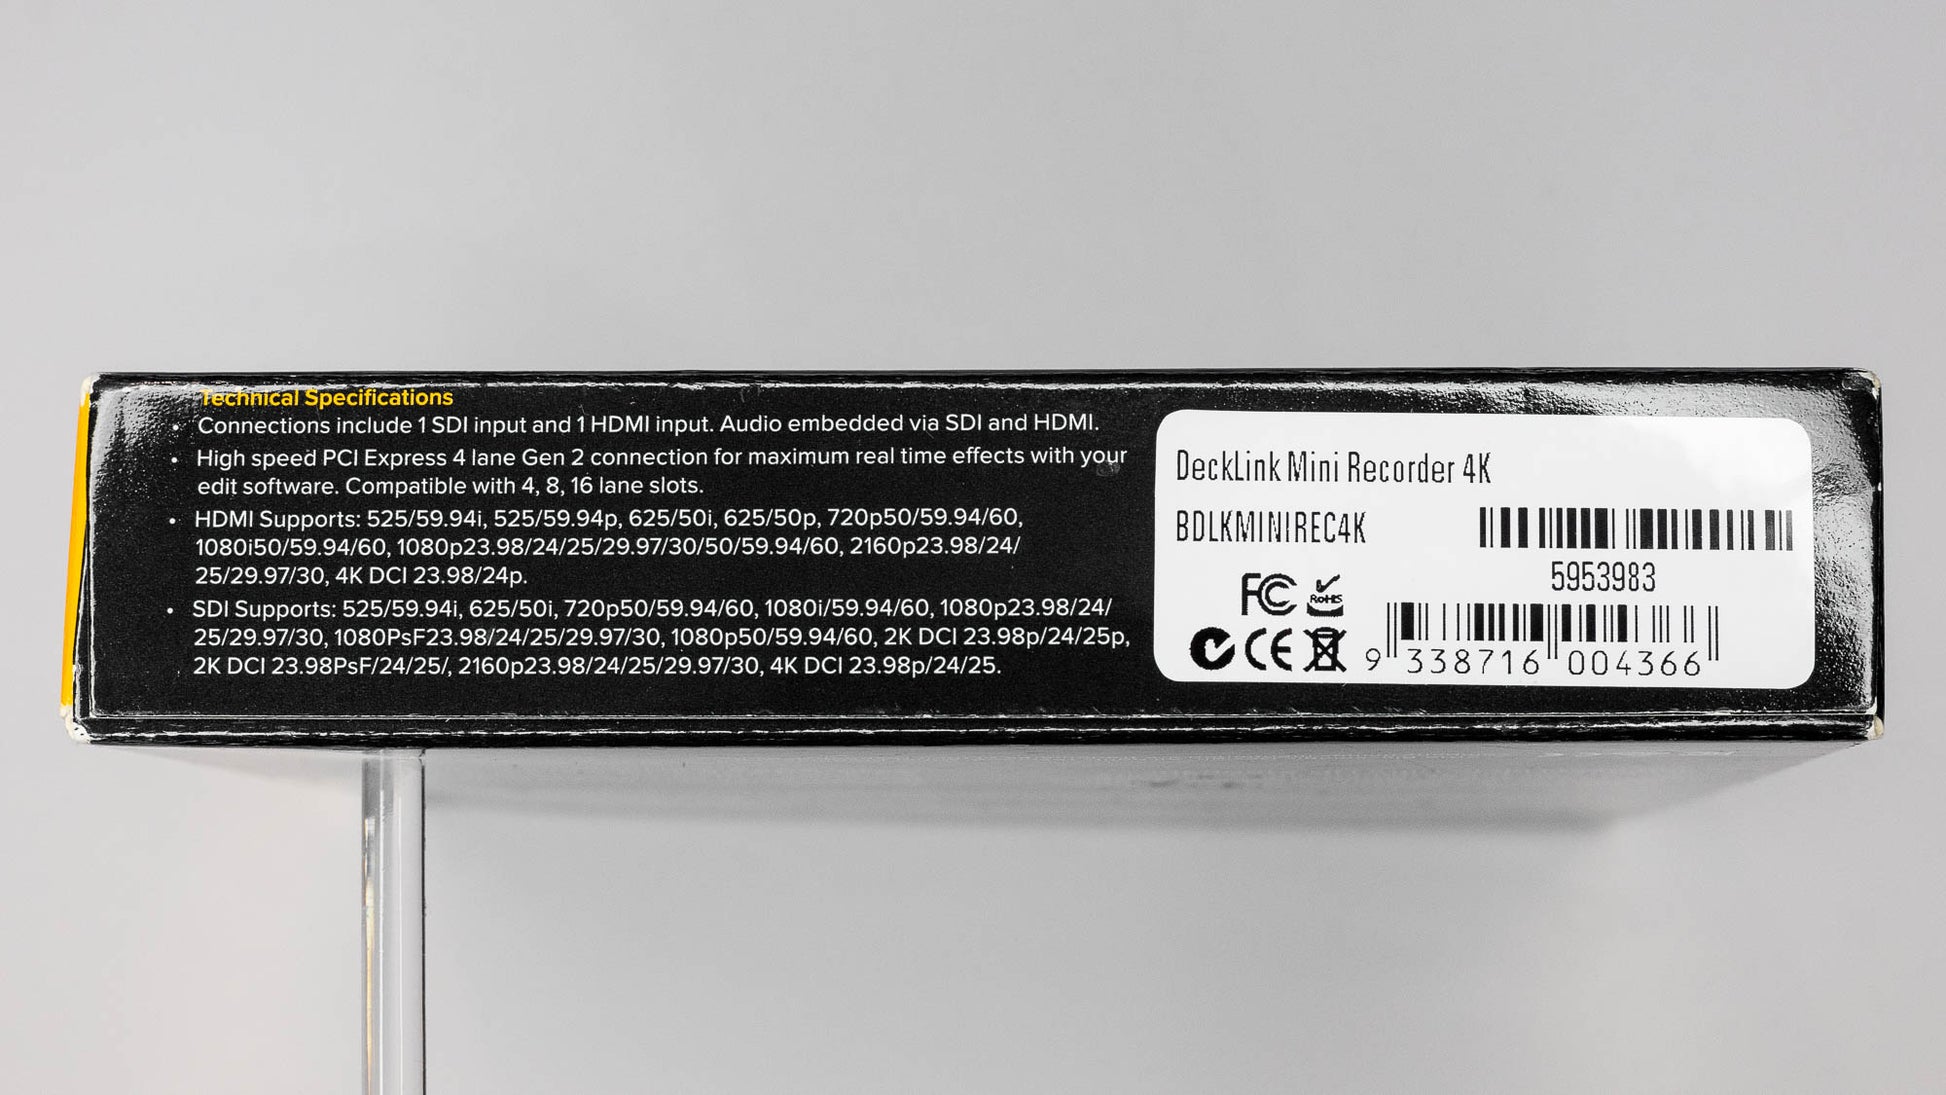 Technical Specifications
• Connections include 1 SDI input and 1 HDMI input. Audio embedded via SDI and HDMI.
• High speed PCI Express 4 lane Gen 2 connection for maximum real time effects with your
edit software. Compatible with 4, 8, 16 lane slots.
• HDMI Supports: 525/59.94i, 525/59.94p, 625/50i, 625/50p, 720p50/59.94/60,
1080i50/59.94/60, 1080p23.98/24/25/29.97/30/50/59.94/60, 2160p23.98/24/
25/29.97/30, 4K DCI 23.98/24p.
• SDI Supports: 525/59.94i, 625/50i, 720p50/59.94/60, 1080i/59.94/60, 1080p23.98/24/
25/29.97/30, 1080PsF23.98/24/25/29.97/30, 1080p50/59.94/60, 2K DCI 23.98p/24/25p,
2K DCI 23.98PsF/24/25/, 2160p23.98/24/25/29.97/30, 4K DCI 23.98p/24/25.
DeckLink Mini Recorder 4K
BDLKMINIREC4K
5953983
FC RoHS
CE
9 338716 004366